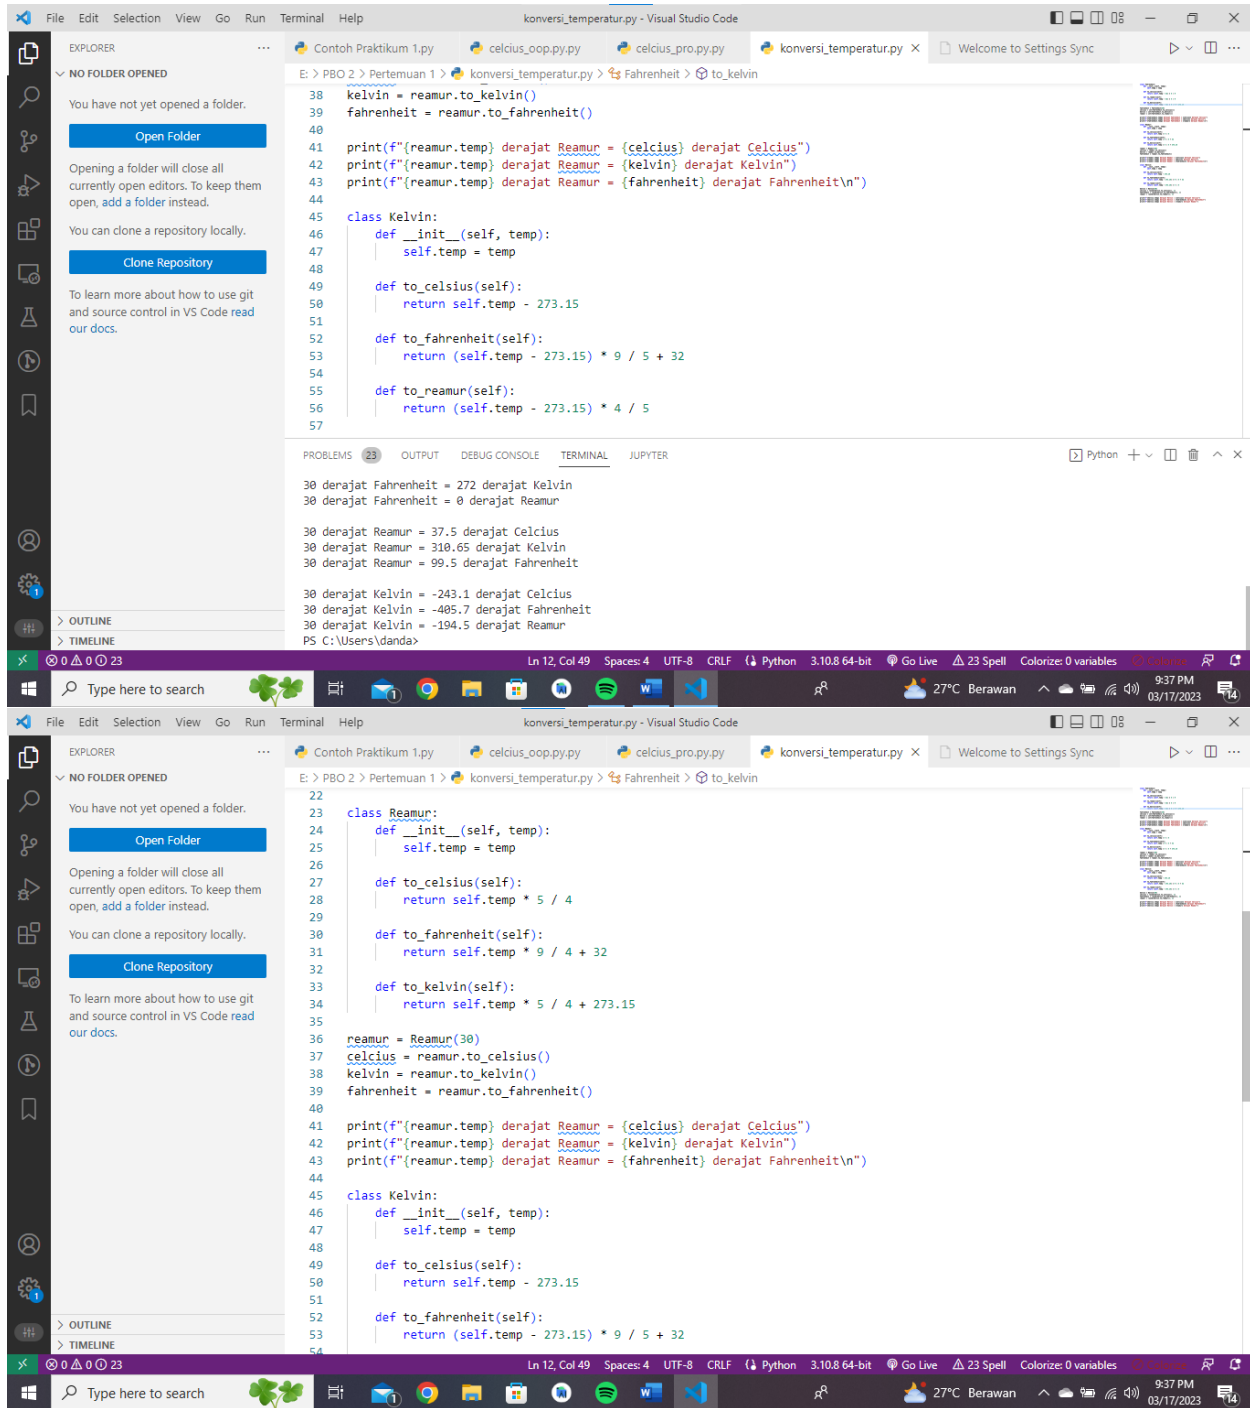 File Edit Selection View Go Run Terminal Help konversi_temperatur.py - Visual Studio Code
EXPLORER ··· Contoh Praktikum 1.py celcius_oop.py.py celcius_pro.py.py konversi_temperatur.py × Welcome to Settings Sync
NO FOLDER OPENED
E: > PBO 2 > Pertemuan 1 > konversi_temperatur.py > Fahrenheit > to_kelvin
You have not yet opened a folder.
Open Folder
Opening a folder will close all
currently open editors. To keep them
open, add a folder instead.
You can clone a repository locally.
Clone Repository
To learn more about how to use git
and source control in VS Code read
our docs.
38 kelvin = reamur.to_kelvin()
39 fahrenheit = reamur.to_fahrenheit()
40
41 print(f"{reamur.temp} derajat Reamur = {celcius} derajat Celcius")
42 print(f"{reamur.temp} derajat Reamur = {kelvin} derajat Kelvin")
43 print(f"{reamur.temp} derajat Reamur = {fahrenheit} derajat Fahrenheit\n")
44
45 class Kelvin:
46 def __init__(self, temp):
47 self.temp = temp
48
49 def to_celsius(self):
50 return self.temp - 273.15
51
52 def to_fahrenheit(self):
53 return (self.temp - 273.15) * 9 / 5 + 32
54
55 def to_reamur(self):
56 return (self.temp - 273.15) * 4 / 5
57
PROBLEMS 23 OUTPUT DEBUG CONSOLE TERMINAL JUPYTER Python
30 derajat Fahrenheit = 272 derajat Kelvin
30 derajat Fahrenheit = 0 derajat Reamur
30 derajat Reamur = 37.5 derajat Celcius
30 derajat Reamur = 310.65 derajat Kelvin
30 derajat Reamur = 99.5 derajat Fahrenheit
30 derajat Kelvin = -243.1 derajat Celcius
30 derajat Kelvin = -405.7 derajat Fahrenheit
30 derajat Kelvin = -194.5 derajat Reamur
PS C:\Users\danda>
1
OUTLINE
TIMELINE
0 0 23 Ln 12, Col 49 Spaces: 4 UTF-8 CRLF Python 3.10.8 64-bit Go Live 23 Spell Colorize: 0 variables
Type here to search 1 27°C Berawan 9:37 PM
03/17/2023 14
File Edit Selection View Go Run Terminal Help konversi_temperatur.py - Visual Studio Code
EXPLORER ··· Contoh Praktikum 1.py celcius_oop.py.py celcius_pro.py.py konversi_temperatur.py × Welcome to Settings Sync
NO FOLDER OPENED
E: > PBO 2 > Pertemuan 1 > konversi_temperatur.py > Fahrenheit > to_kelvin
You have not yet opened a folder.
Open Folder
Opening a folder will close all
currently open editors. To keep them
open, add a folder instead.
You can clone a repository locally.
Clone Repository
To learn more about how to use git
and source control in VS Code read
our docs.
22
23 class Reamur:
24 def __init__(self, temp):
25 self.temp = temp
26
27 def to_celsius(self):
28 return self.temp * 5 / 4
29
30 def to_fahrenheit(self):
31 return self.temp * 9 / 4 + 32
32
33 def to_kelvin(self):
34 return self.temp * 5 / 4 + 273.15
35
36 reamur = Reamur(30)
37 celcius = reamur.to_celsius()
38 kelvin = reamur.to_kelvin()
39 fahrenheit = reamur.to_fahrenheit()
40
41 print(f"{reamur.temp} derajat Reamur = {celcius} derajat Celcius")
42 print(f"{reamur.temp} derajat Reamur = {kelvin} derajat Kelvin")
43 print(f"{reamur.temp} derajat Reamur = {fahrenheit} derajat Fahrenheit\n")
44
45 class Kelvin:
46 def __init__(self, temp):
47 self.temp = temp
48
49 def to_celsius(self):
50 return self.temp - 273.15
51
52 def to_fahrenheit(self):
53 return (self.temp - 273.15) * 9 / 5 + 32
54
1
OUTLINE
TIMELINE
0 0 23 Ln 12, Col 49 Spaces: 4 UTF-8 CRLF Python 3.10.8 64-bit Go Live 23 Spell Colorize: 0 variables
Type here to search 1 27°C Berawan 9:37 PM
03/17/2023 14